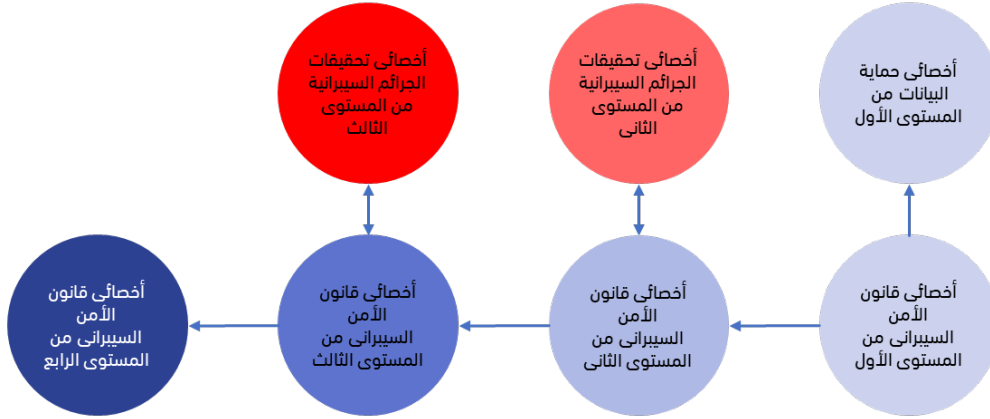 أخصائى حماية
البيانات من
المستوى الأول
أخصائى تحقيقات
الجرائم السيبرانية
من المستوى
الثانى
أخصائى تحقيقات
الجرائم السيبرانية
من المستوى
الثالث
أخصائى قانون
الأمن
السيبرانى من
المستوى الأول
أخصائى قانون
الأمن
السيبرانى من
المستوى الثانى
أخصائى قانون
الأمن
السيبرانى من
المستوى الثالث
أخصائى قانون
الأمن
السيبرانى من
المستوى الرابع